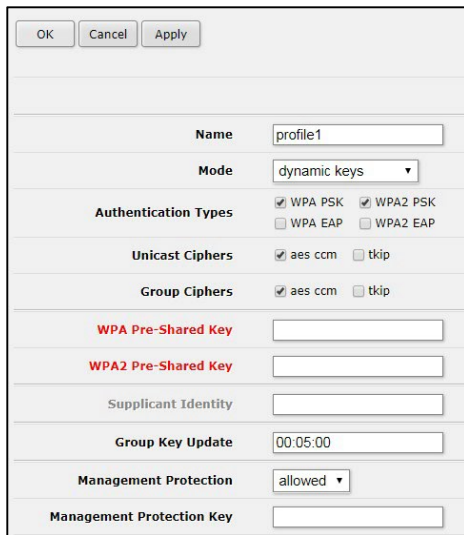 OK Cancel Apply
Name profile1
Mode dynamic keys
Authentication Types WPA PSK WPA2 PSK
WPA EAP WPA2 EAP
Unicast Ciphers aes ccm tkip
Group Ciphers aes ccm tkip
WPA Pre-Shared Key
WPA2 Pre-Shared Key
Supplicant Identity
Group Key Update 00:05:00
Management Protection allowed
Management Protection Key